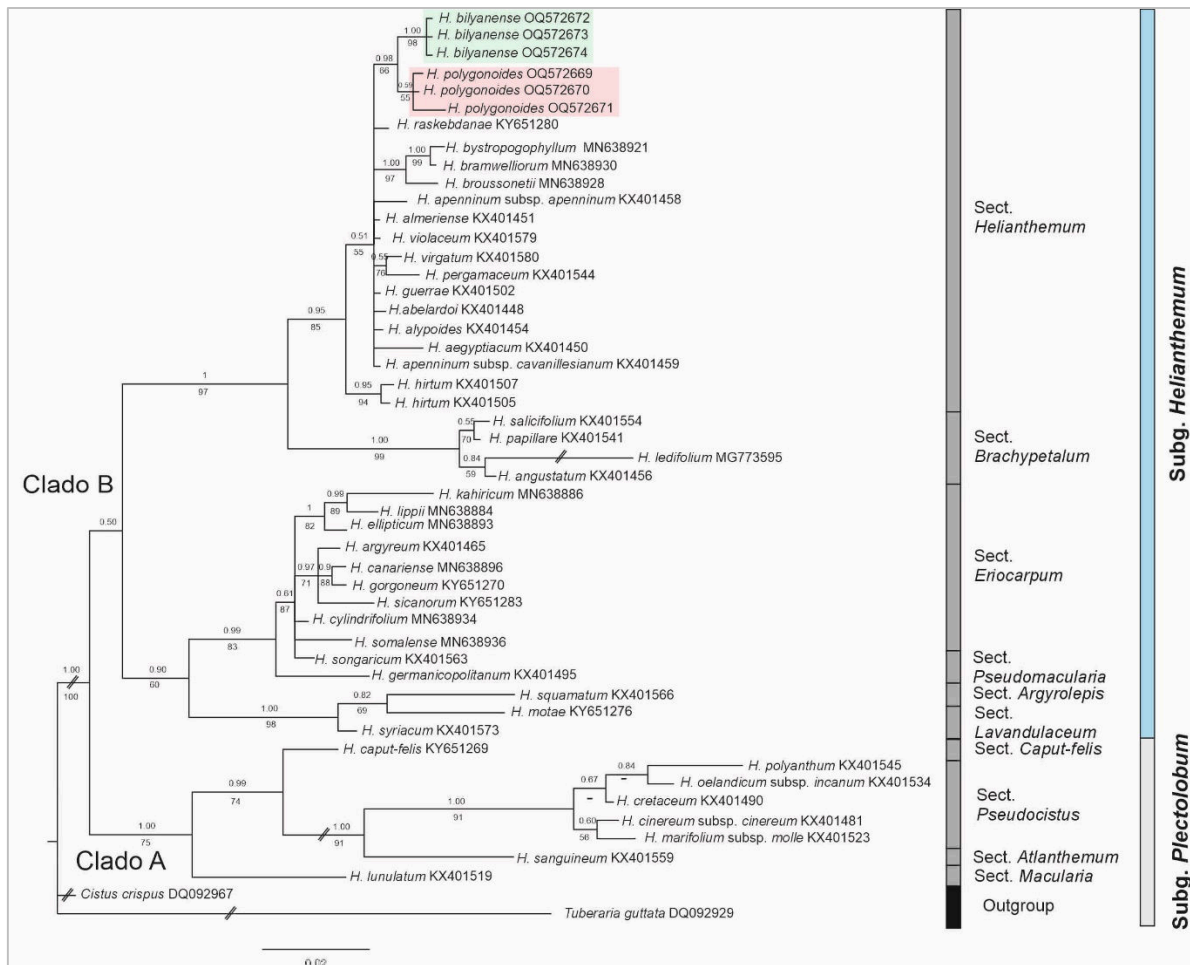 1.00
98
H. bilyanense OQ572672
H. bilyanense OQ572673
H. bilyanense OQ572674
0.98
66
0.59
55
H. polygonoides OQ572669
H. polygonoides OQ572670
H. polygonoides OQ572671
H. raskebdanae KY651280
1.00
97
1.00
99
H. bystropogophyllum MN638921
H. bramwelliorum MN638930
H. broussonetii MN638928
H. apenninum subsp. apenninum KX401458
H. almeriense KX401451
0.51
55
H. violaceum KX401579
0.55
76
H. virgatum KX401580
H. pergamaceum KX401544
H. guerrae KX401502
H.abelardoi KX401448
0.95
85
H. alypoides KX401454
H. aegyptiacum KX401450
H. apenninum subsp. cavanillesianum KX401459
1
97
0.95
94
H. hirtum KX401507
H. hirtum KX401505
0.55
70
H. salicifolium KX401554
H. papillare KX401541
1.00
99
0.84
59
H. ledifolium MG773595
H. angustatum KX401456
Clado B
0.50
0.99
89
H. kahiricum MN638886
H. lippii MN638884
1
82
H. ellipticum MN638893
H. argyreum KX401465
0.97
71
0.9
88
H. canariense MN638896
H. gorgoneum KY651270
H. sicanorum KY651283
0.61
87
H. cylindrifolium MN638934
H. somalense MN638936
0.99
83
H. songaricum KX401563
H. germanicopolitanum KX401495
0.90
60
1.00
100
0.82
69
H. squamatum KX401566
H. motae KY651276
1.00
98
H. syriacum KX401573
H. caput-felis KY651269
0.99
74
0.84
-
H. polyanthum KX401545
H. oelandicum subsp. incanum KX401534
0.67
-
H. cretaceum KX401490
1.00
91
0.60
56
H. cinereum subsp. cinereum KX401481
H. marifolium subsp. molle KX401523
1.00
91
H. sanguineum KX401559
1.00
75
Clado A
H. lunulatum KX401519
Cistus crispus DQ092967
Tuberaria guttata DQ092929
0.02
Sect.
Helianthemum
Sect.
Brachypetalum
Sect.
Eriocarpum
Sect.
Pseudomacularia
Sect. Argyrolepis
Sect.
Lavandulaceum
Sect. Caput-felis
Sect.
Pseudocistus
Sect. Atlanthemum
Sect. Macularia
Outgroup
Subg. Helianthemum
Subg. Plectolobum